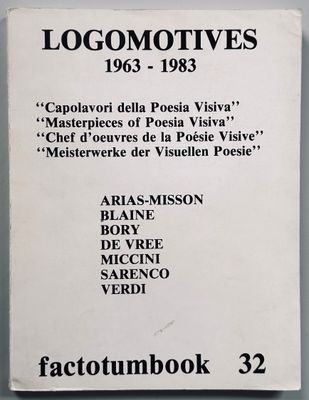 LOGOMOTIVES
1963 - 1983
‘‘Capolavori della Poesia Visiva’’
‘‘Masterpieces of Poesia Visiva’’
‘‘Chef d’oeuvres de la Poésie Visive’’
‘‘Meisterwerke der Visuellen Poesie’’
ARIAS-MISSON
BLAINE
BORY
DE VREE
MICCINI
SARENCO
VERDI
factotumbook 32